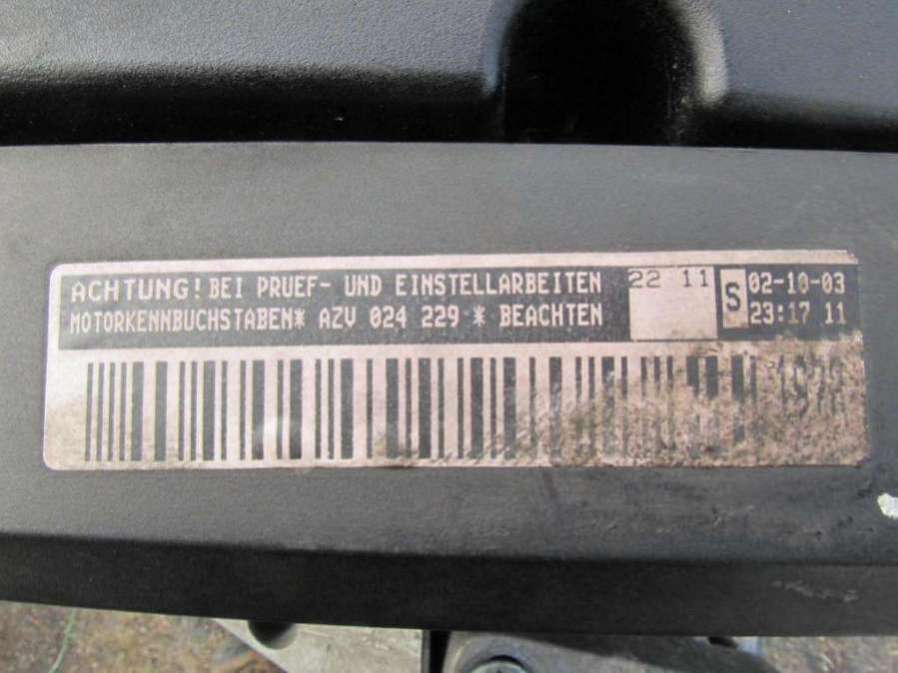 ACHTUNG! BEI PRUEF- UND EINSTELLARBEITEN
MOTORKENNBUCHSTABEN* AZV 024 229 * BEACHTEN
22 11
S
02-10-03
23:17 11